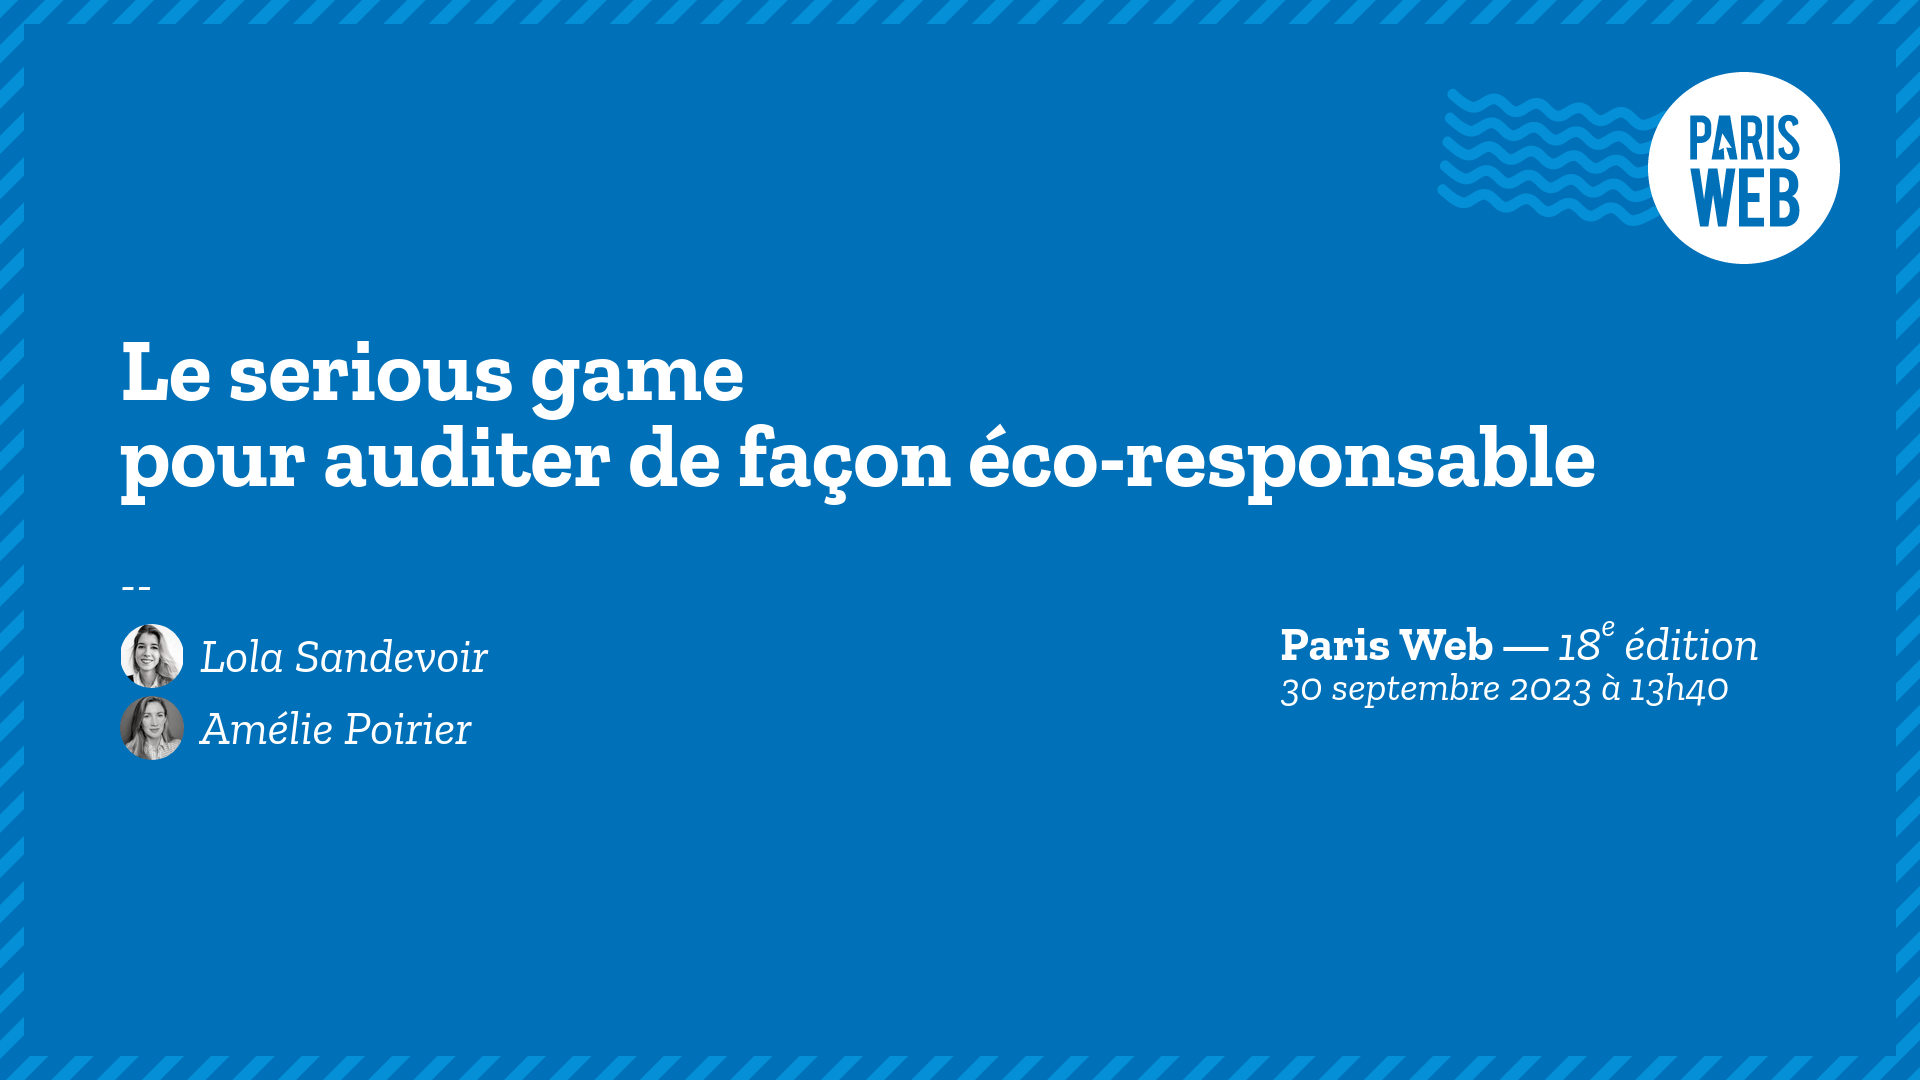 PARIS
WEB
Le serious game
pour auditer de façon éco-responsable
--
Lola Sandevoir
Amélie Poirier
Paris Web — 18e édition
30 septembre 2023 à 13h40